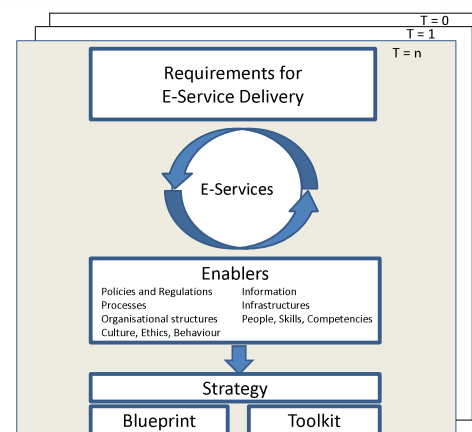 T = 0
T = 1
T = n
Requirements for
E-Service Delivery
E-Services
Enablers
Policies and Regulations
Processes
Organisational structures
Culture, Ethics, Behaviour
Information
Infrastructures
People, Skills, Competencies
Strategy
Blueprint
Toolkit